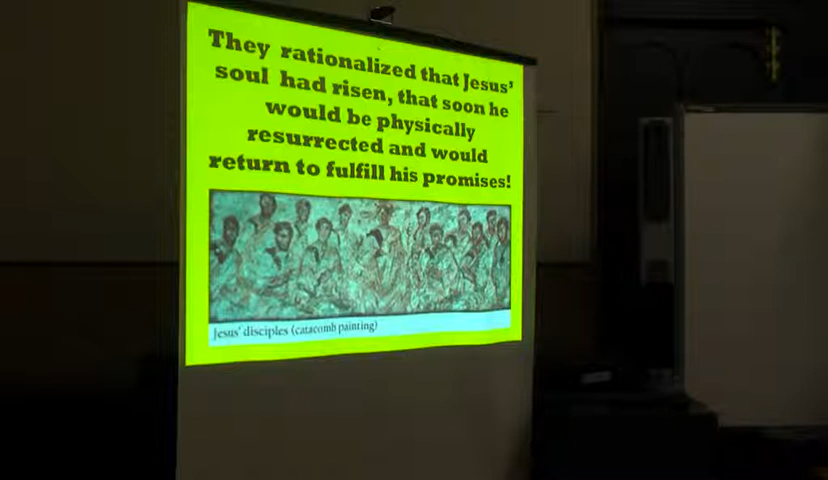 They rationalized that Jesus'
soul had risen, that soon he
would be physically
resurrected and would
return to fulfill his promises!
Jesus' disciples (catacomb painting)